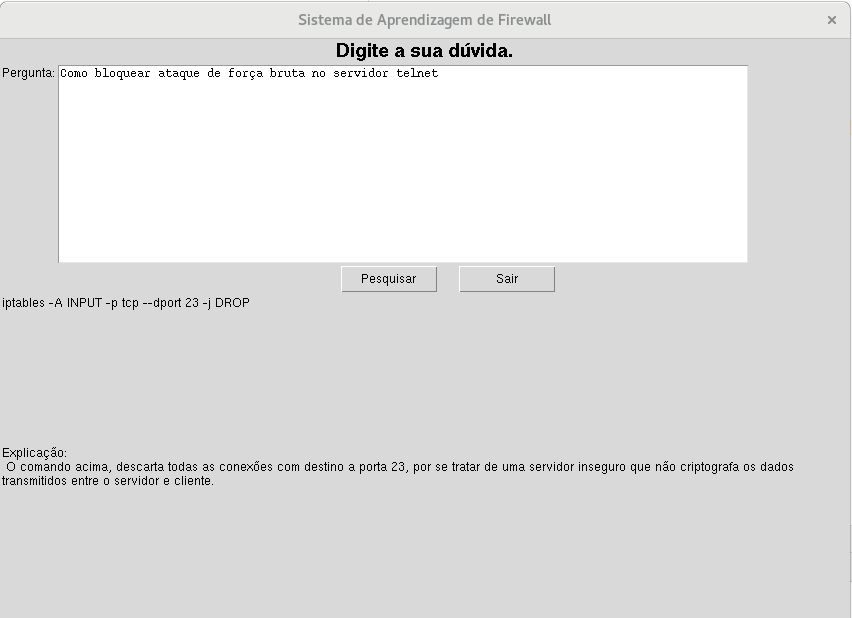 Sistema de Aprendizagem de Firewall ×
Digite a sua dúvida.
Pergunta: Como bloquear ataque de força bruta no servidor telnet
Pesquisar Sair
iptables -A INPUT -p tcp --dport 23 -j DROP
Explicação:
O comando acima, descarta todas as conexões com destino a porta 23, por se tratar de uma servidor inseguro que não criptografa os dados
transmitidos entre o servidor e cliente.